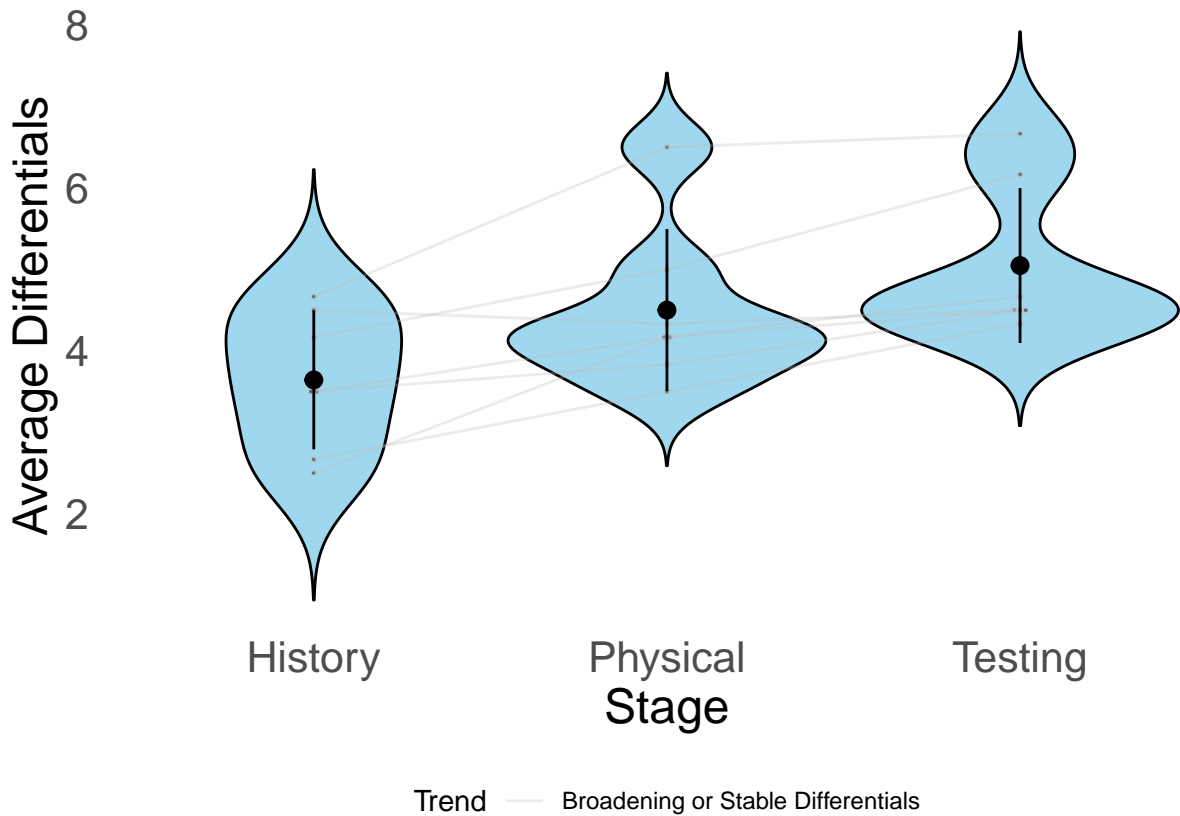 8
6
4
2
Average Differentials
History Physical Testing
Stage
Trend Broadening or Stable Differentials